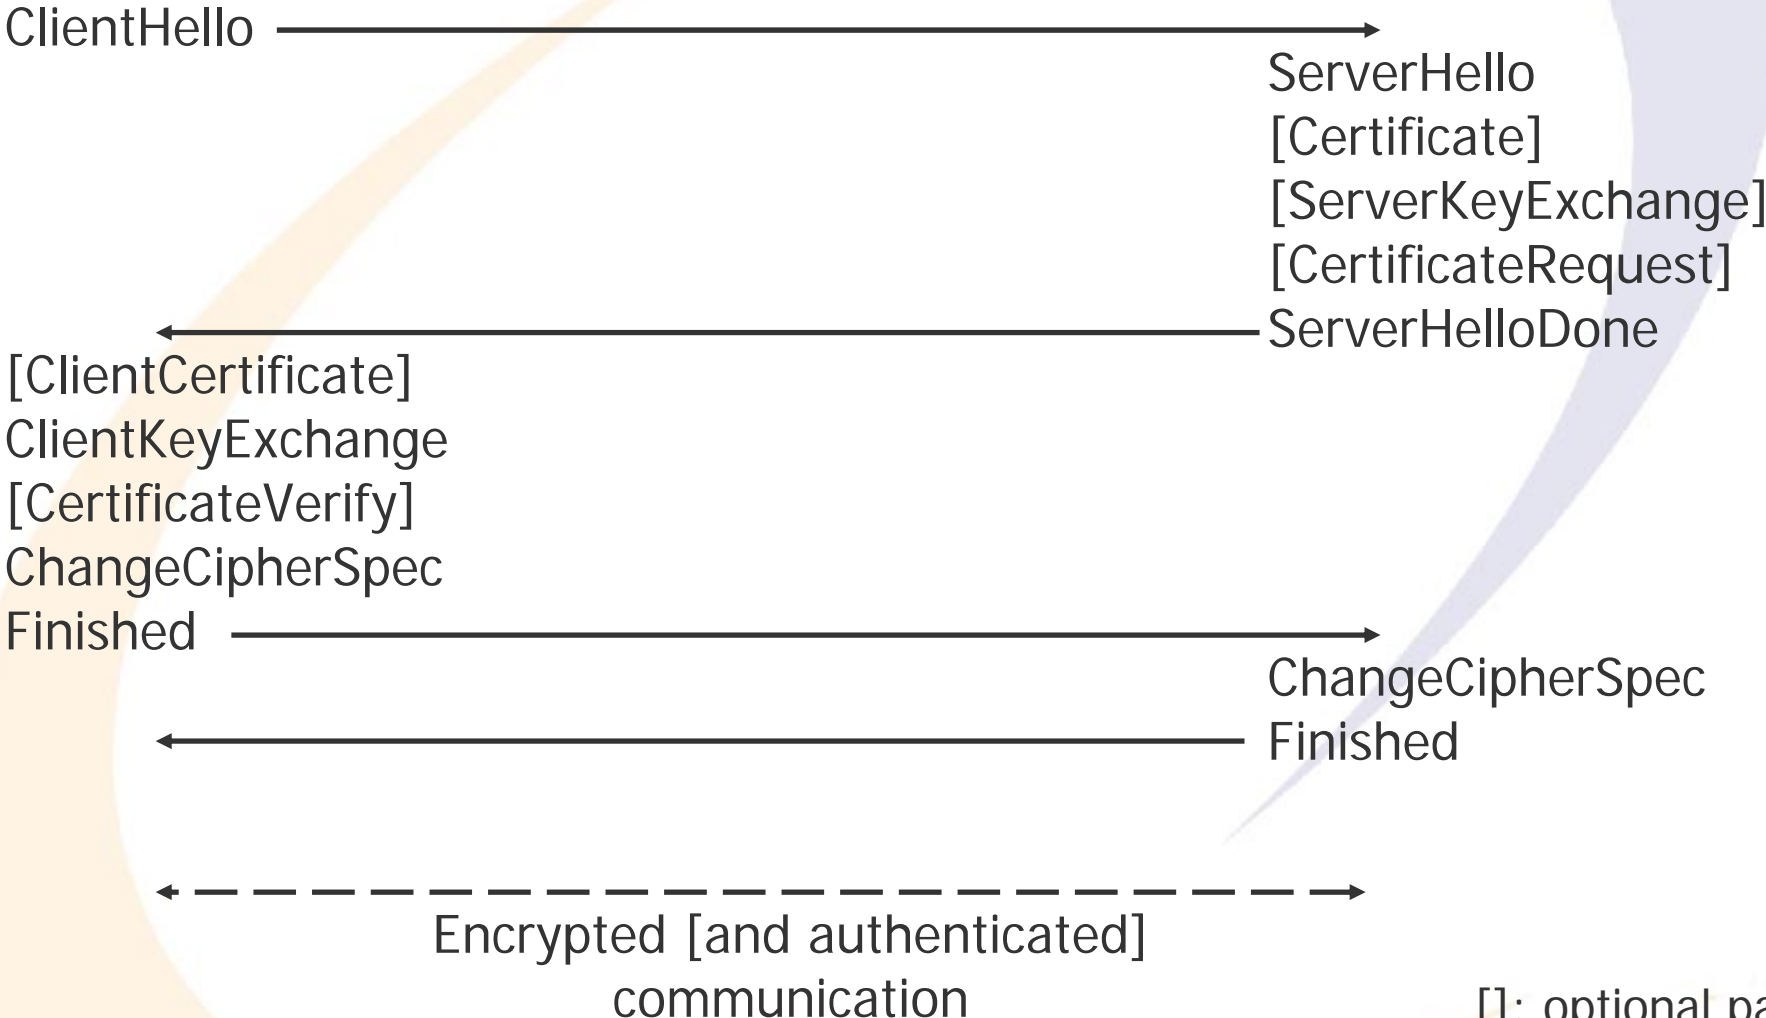 ClientHello
ServerHello
[Certificate]
[ServerKeyExchange]
[CertificateRequest]
ServerHelloDone
[ClientCertificate]
ClientKeyExchange
[CertificateVerify]
ChangeCipherSpec
Finished
ChangeCipherSpec
Finished
Encrypted [and authenticated]
communication
[]: optional